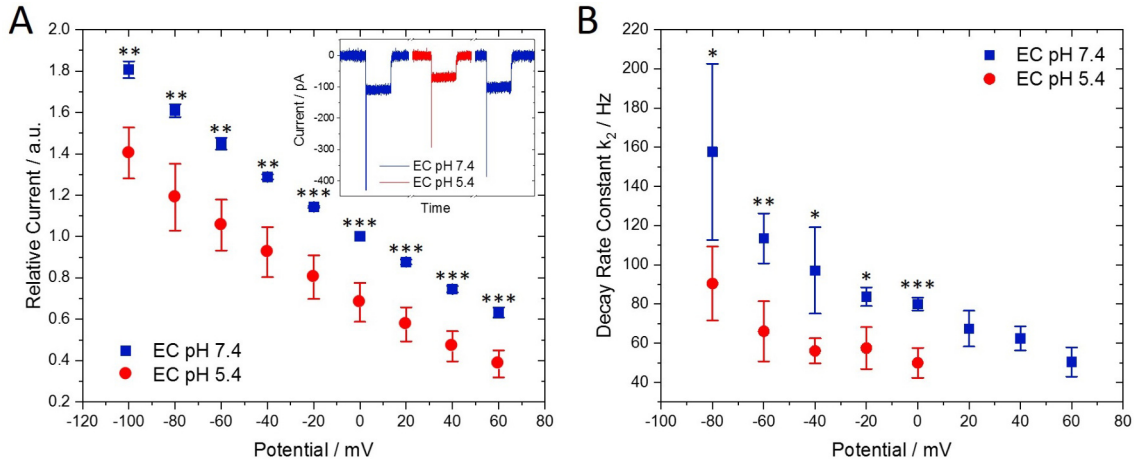 A
B
2.0
1.8
1.6
1.4
1.2
1.0
0.8
0.6
0.4
0.2
Relative Current / a.u.
** ** ** ** *** *** *** *** ***
EC pH 7.4
EC pH 5.4
-100 -80 -60 -40 -20 0 20 40 60 80
Potential / mV
0
-100
-200
-300
-400
Current / pA
EC pH 7.4
EC pH 5.4
Time
220
200
180
160
140
120
100
80
60
40
Decay Rate Constant k₂ / Hz
* ** * * ***
EC pH 7.4
EC pH 5.4
-100 -80 -60 -40 -20 0 20 40 60 80
Potential / mV